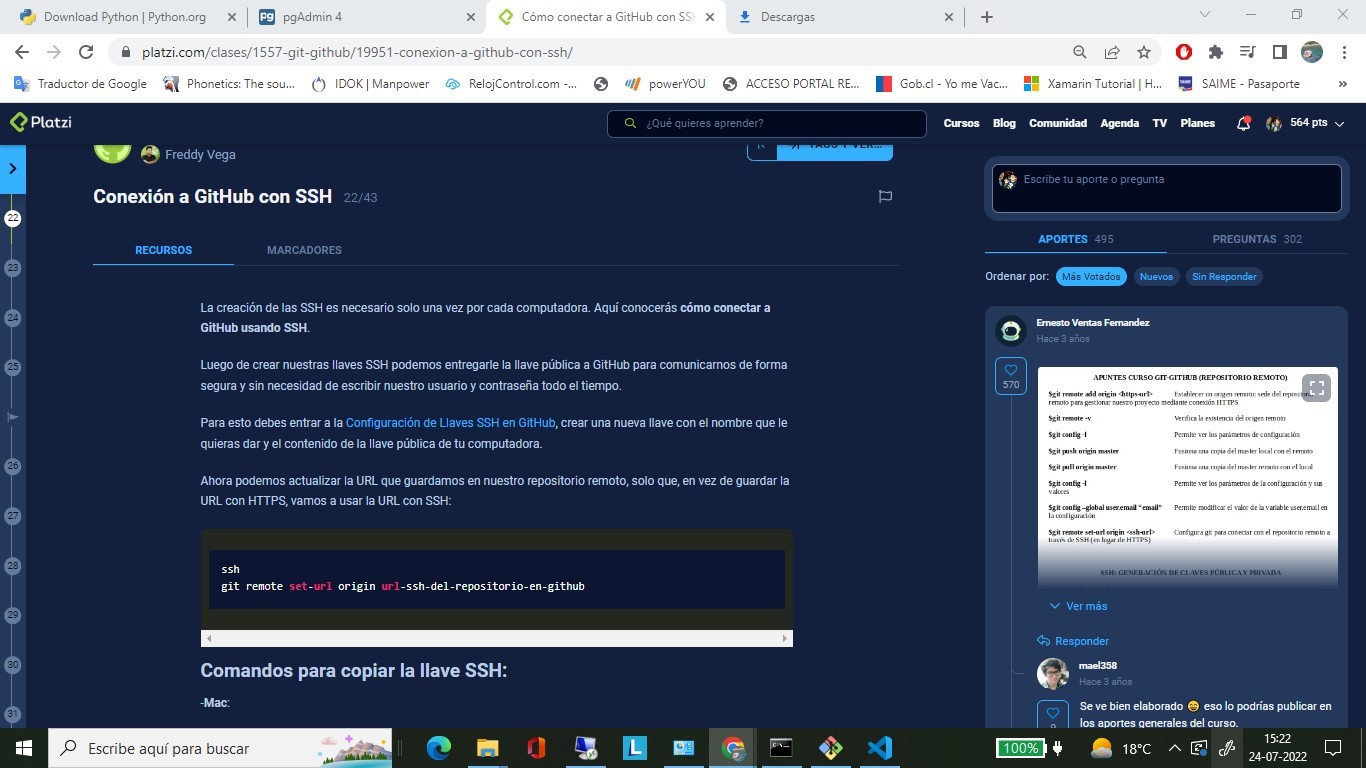 Download Python | Python.org
pgAdmin 4
Cómo conectar a GitHub con SSH
Descargas
platzi.com/clases/1557-git-github/19951-conexion-a-github-con-ssh/
Traductor de Google
Phonetics: The sou...
IDOK | Manpower
RelojControl.com -...
powerYOU
ACCESO PORTAL RE...
Gob.cl - Yo me Vac...
Xamarin Tutorial | H...
SAIME - Pasaporte
»
Platzi
¿Qué quieres aprender?
Cursos Blog Comunidad Agenda TV Planes
564 pts
Freddy Vega
Conexión a GitHub con SSH 22/43
RECURSOS MARCADORES
La creación de las SSH es necesario solo una vez por cada computadora. Aquí conocerás cómo conectar a
GitHub usando SSH.
Luego de crear nuestras llaves SSH podemos entregarle la llave pública a GitHub para comunicarnos de forma
segura y sin necesidad de escribir nuestro usuario y contraseña todo el tiempo.
Para esto debes entrar a la Configuración de Llaves SSH en GitHub, crear una nueva llave con el nombre que le
quieras dar y el contenido de la llave pública de tu computadora.
Ahora podemos actualizar la URL que guardamos en nuestro repositorio remoto, solo que, en vez de guardar la
URL con HTTPS, vamos a usar la URL con SSH:
ssh
git remote set-url origin url-ssh-del-repositorio-en-github
Comandos para copiar la llave SSH:
-Mac:
22
23
24
25
26
27
28
29
30
31
Escribe tu aporte o pregunta
APORTES 495
PREGUNTAS 302
Ordenar por: Más Votados Nuevos Sin Responder
Ernesto Ventas Fernandez
Hace 3 años
570
APUNTES CURSO GIT-GITHUB (REPOSITORIO REMOTO)
$git remote add origin <https-url> Establecer un origen remoto: sede del
remoto para gestionar nuestro proyecto mediante conexión HTTPS
$git remote -v Verifica la existencia del origen remoto
$git config -l Permite ver los parámetros de configuración
$git push origin master Fusiona una copia del master local con el remoto
$git pull origin master Fusiona una copia del master remoto con el local
$git config -l Permite ver los parámetros de la configuración y sus
valores
$git config –global user.email "email" Permite modificar el valor de la variable user.email en
la configuración
$git remote set-url origin <ssh-url> Configura git para conectar con el repositorio remoto a
través de SSH (en lugar de HTTPS)
SSH: GENERACIÓN DE CLAVES PÚBLICA Y PRIVADA
Ver más
Responder
mael358
Hace 3 años
Se ve bien elaborado 😄 eso lo podrías publicar en
los aportes generales del curso.
Escribe aquí para buscar
100%
18°C
15:22
24-07-2022